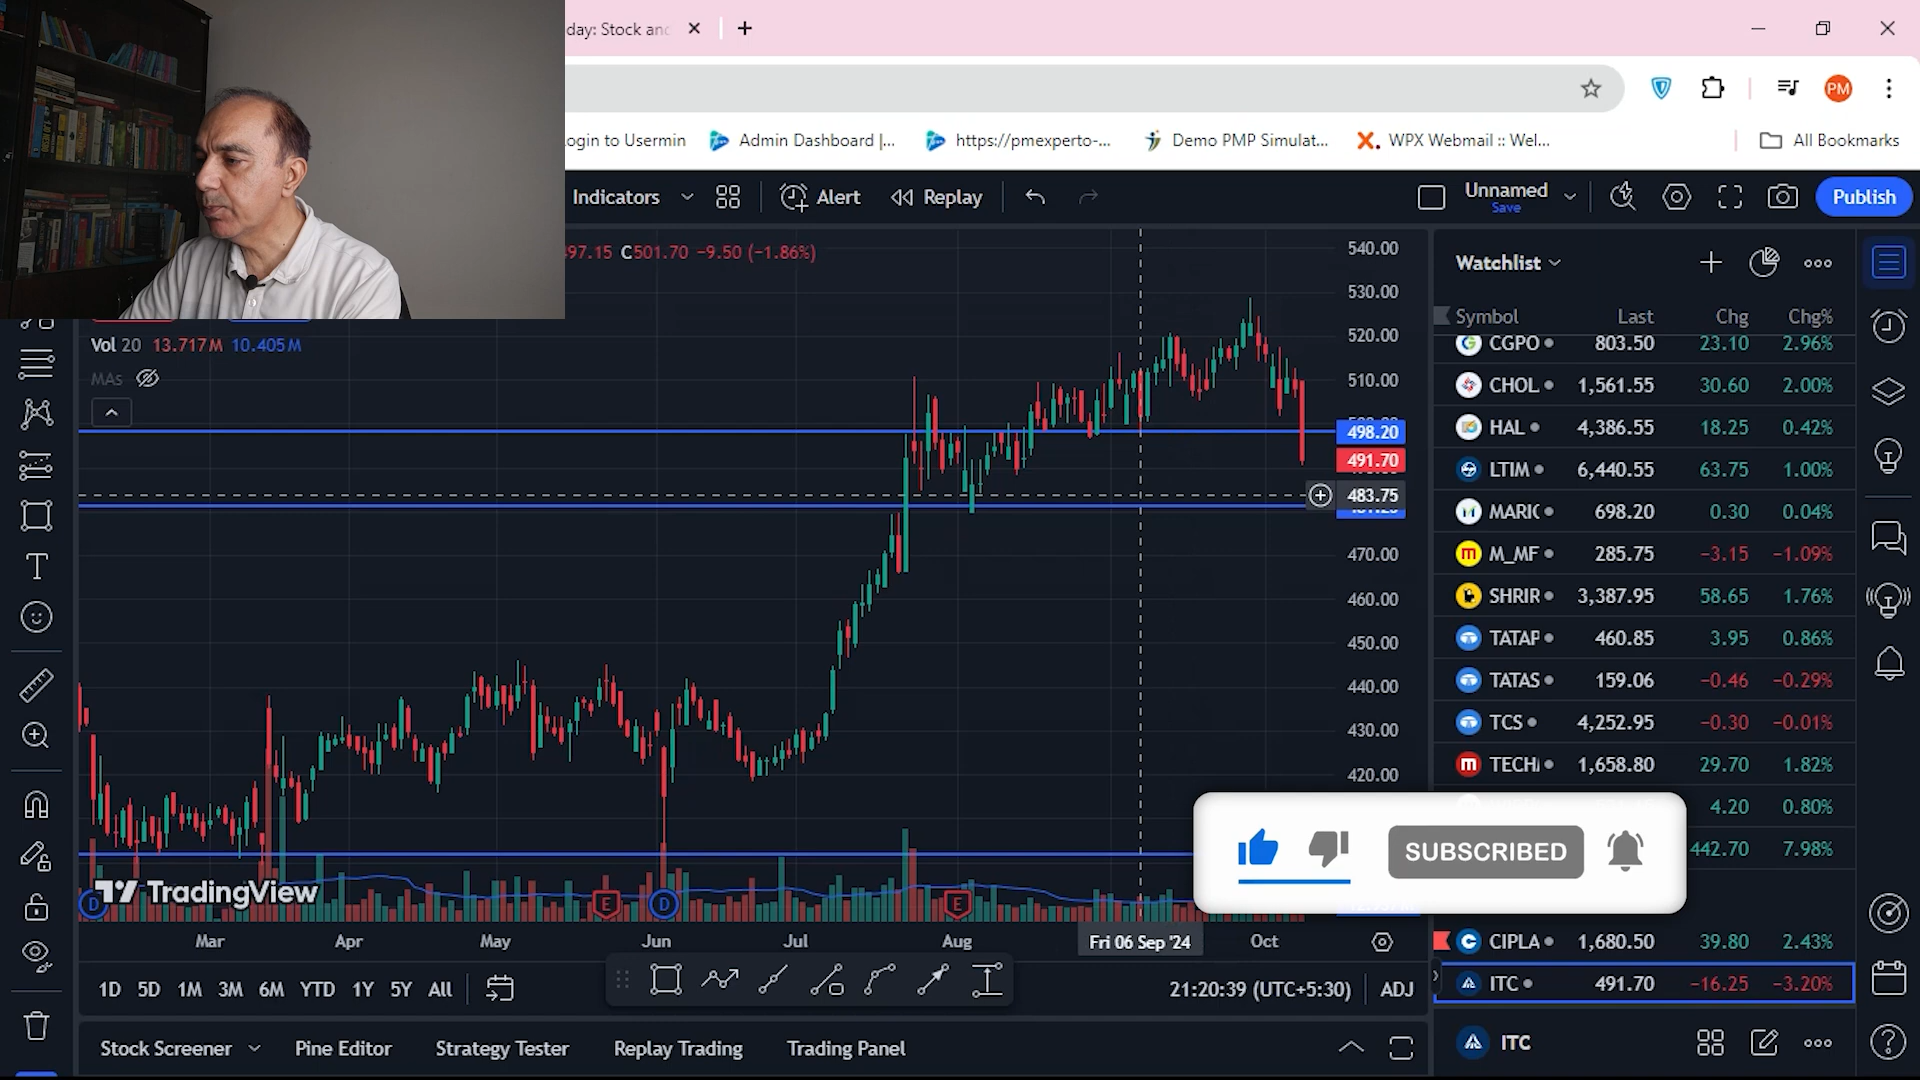 day: Stock and
PM
ogin to Usermin
Admin Dashboard |...
https://pmexperto-...
Demo PMP Simulat...
WPX Webmail :: Wel...
All Bookmarks
Indicators
Alert
Replay
Unnamed
Save
Publish
97.15 C501.70 −9.50 (−1.86%)
Vol 20 13.717M 10.405M
MAs
540.00
530.00
520.00
510.00
498.20
491.70
483.75
470.00
460.00
450.00
440.00
430.00
420.00
Watchlist
Symbol Last Chg Chg%
CGPO 803.50 23.10 2.96%
CHOL 1,561.55 30.60 2.00%
HAL 4,386.55 18.25 0.42%
LTIM 6,440.55 63.75 1.00%
MARIC 698.20 0.30 0.04%
M_MF 285.75 −3.15 −1.09%
SHRIR 3,387.95 58.65 1.76%
TATAP 460.85 3.95 0.86%
TATAS 159.06 −0.46 −0.29%
TCS 4,252.95 −0.30 −0.01%
TECH 1,658.80 29.70 1.82%
4.20 0.80%
442.70 7.98%
SUBSCRIBED
CIPLA 1,680.50 39.80 2.43%
ITC 491.70 −16.25 −3.20%
ITC
TradingView
D
E
D
E
Mar Apr May Jun Jul Aug Fri 06 Sep '24 Oct
1D 5D 1M 3M 6M YTD 1Y 5Y All
21:20:39 (UTC+5:30) ADJ
Stock Screener Pine Editor Strategy Tester Replay Trading Trading Panel